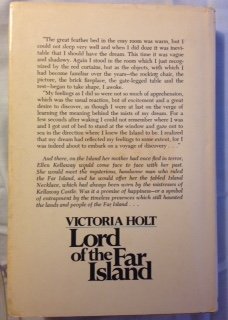 "The great feather bed in the cozy room was warm, but I
could not sleep very well and when I did doze it was inevi-
table that I should have the dream. This time it was vague
and shadowy. Again I stood in the room which I just recog-
nized by the red curtains, but as the objects, with which I
had become familiar over the years—the rocking chair, the
picture, the brick fireplace, the gate-legged table and the
rest—began to take shape, I awoke.
"My feelings as I did so were not so much of apprehension,
which was the usual reaction, but of excitement and a great
desire to discover, as though I were at last on the verge of
learning the meaning behind the mists of my dream. For a
few seconds after waking I could not remember where I was
and I got out of bed to stand at the window and gaze out to
sea in the direction where I knew the island to be. I realized
that my dream had reflected my feelings to some extent, for I
was indeed about to embark on a voyage of discovery . . ."
And there, on the Island her mother had once fled in terror,
Ellen Kellaway would come face to face with her past.
She would meet the mysterious, handsome man who ruled
the Far Island, and he would offer her the fabled Island
Necklace, which had always been worn by the mistresses of
Kellaway Castle. Was it a promise of happiness—or a symbol
of entrapment by the timeless presences which still haunted
the lands and people of the Far Island . . .
VICTORIA HOLT
Lord
of the Far
Island